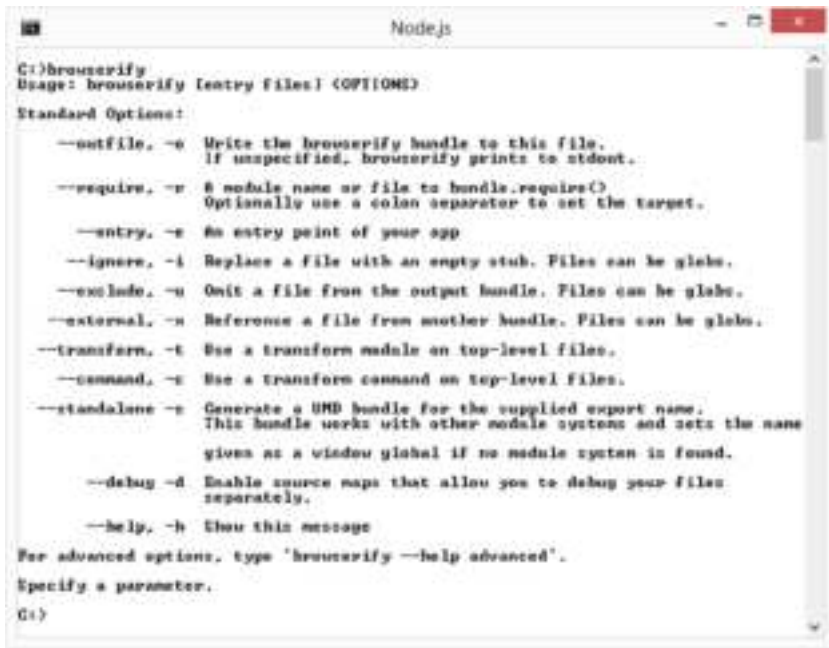 Node.js
C:\>browserify
Usage: browserify [entry files] {OPTIONS}
Standard Options:
--outfile, -o Write the browserify bundle to this file.
If unspecified, browserify prints to stdout.
--require, -r A module name or file to bundle.require()
Optionally use a colon separator to set the target.
--entry, -e An entry point of your app
--ignore, -i Replace a file with an empty stub. Files can be globs.
--exclude, -u Omit a file from the output bundle. Files can be globs.
--external, -x Reference a file from another bundle. Files can be globs.
--transform, -t Use a transform module on top-level files.
--command, -c Use a transform command on top-level files.
--standalone -s Generate a UMD bundle for the supplied export name.
This bundle works with other module systems and sets the name
given as a window global if no module system is found.
--debug -d Enable source maps that allow you to debug your files
separately.
--help, -h Show this message
For advanced options, type `browserify --help advanced`.
Specify a parameter.
C:\>